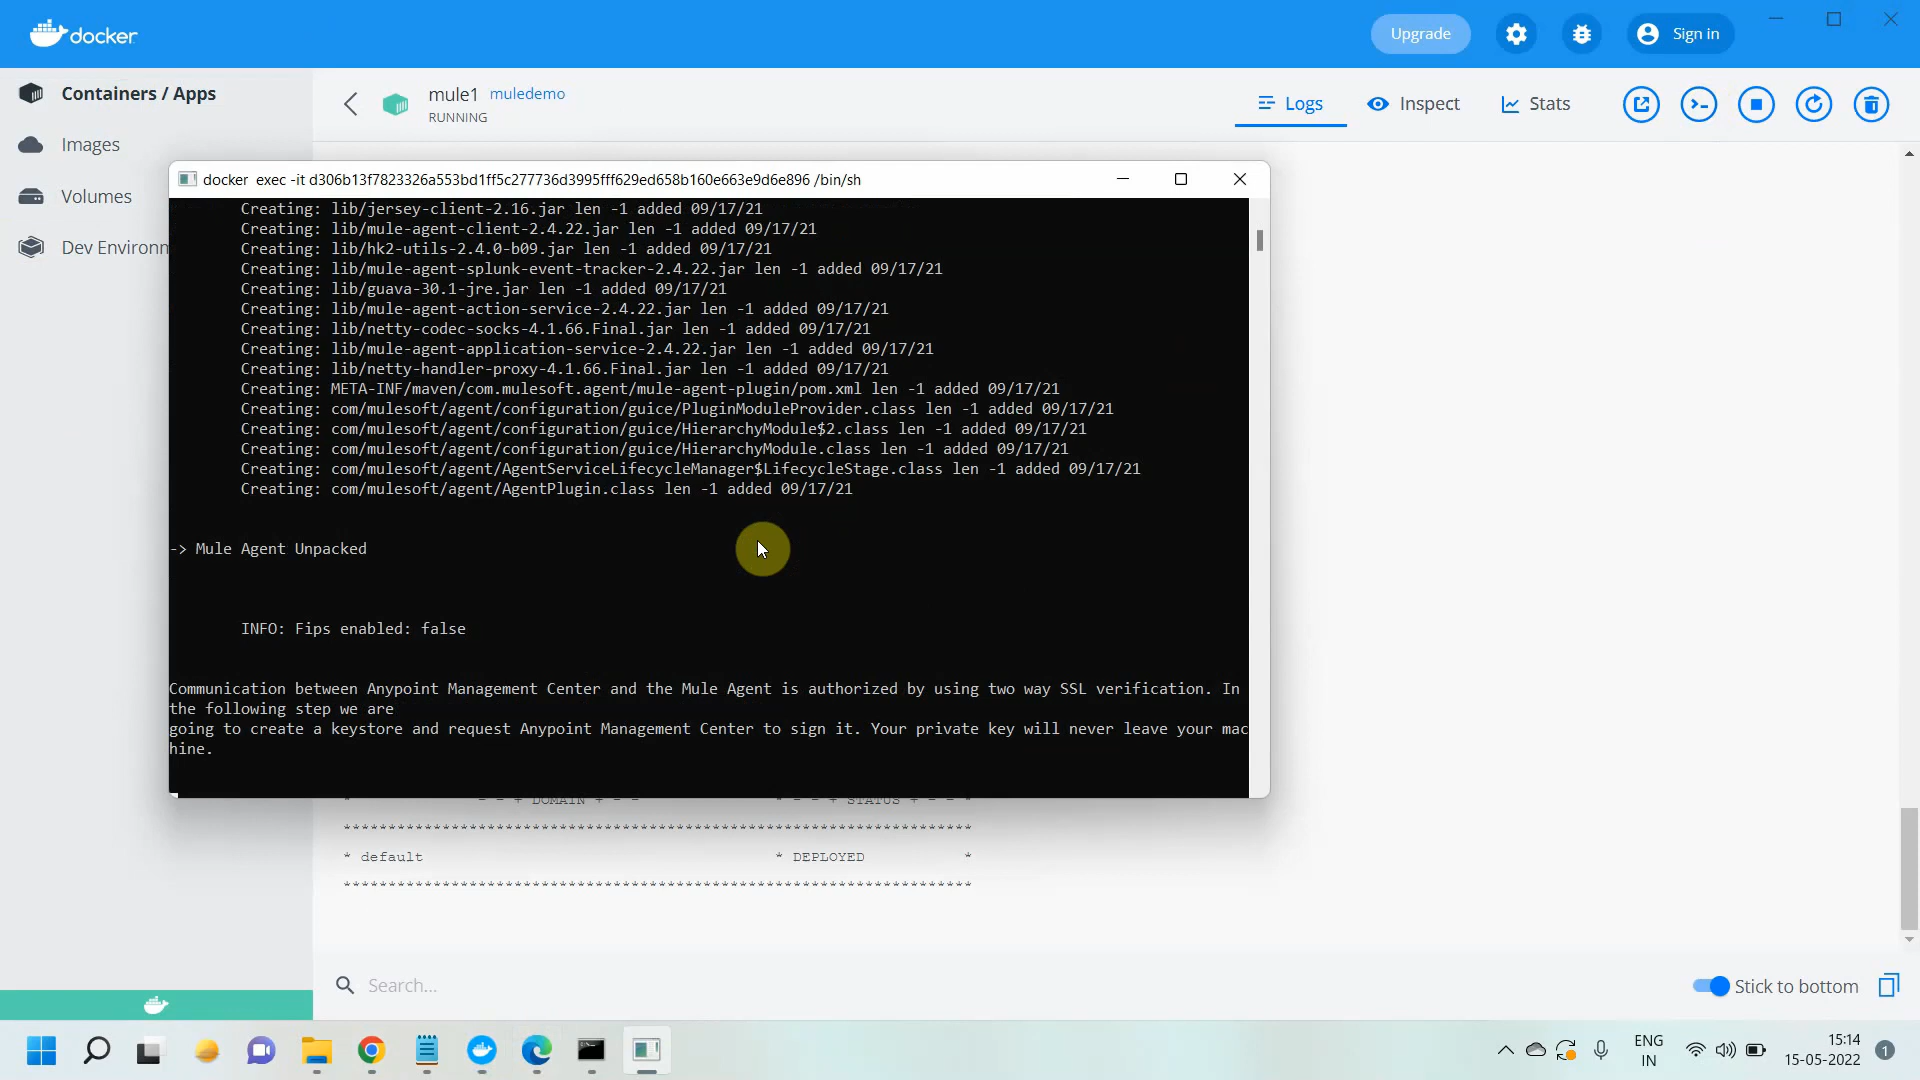 docker
Upgrade
Sign in
Containers / Apps
Images
Volumes
Dev Environm
mule1 muledemo
RUNNING
Logs
Inspect
Stats
docker exec -it d306b13f7823326a553bd1ff5c277736d3995fff629ed658b160e663e9d6e896 /bin/sh
Creating: lib/jersey-client-2.16.jar len -1 added 09/17/21
Creating: lib/mule-agent-client-2.4.22.jar len -1 added 09/17/21
Creating: lib/hk2-utils-2.4.0-b09.jar len -1 added 09/17/21
Creating: lib/mule-agent-splunk-event-tracker-2.4.22.jar len -1 added 09/17/21
Creating: lib/guava-30.1-jre.jar len -1 added 09/17/21
Creating: lib/mule-agent-action-service-2.4.22.jar len -1 added 09/17/21
Creating: lib/netty-codec-socks-4.1.66.Final.jar len -1 added 09/17/21
Creating: lib/mule-agent-application-service-2.4.22.jar len -1 added 09/17/21
Creating: lib/netty-handler-proxy-4.1.66.Final.jar len -1 added 09/17/21
Creating: META-INF/maven/com.mulesoft.agent/mule-agent-plugin/pom.xml len -1 added 09/17/21
Creating: com/mulesoft/agent/configuration/guice/PluginModuleProvider.class len -1 added 09/17/21
Creating: com/mulesoft/agent/configuration/guice/HierarchyModule$2.class len -1 added 09/17/21
Creating: com/mulesoft/agent/configuration/guice/HierarchyModule.class len -1 added 09/17/21
Creating: com/mulesoft/agent/AgentServiceLifecycleManager$LifecycleStage.class len -1 added 09/17/21
Creating: com/mulesoft/agent/AgentPlugin.class len -1 added 09/17/21
-> Mule Agent Unpacked
INFO: Fips enabled: false
Communication between Anypoint Management Center and the Mule Agent is authorized by using two way SSL verification. In
the following step we are
going to create a keystore and request Anypoint Management Center to sign it. Your private key will never leave your mac
hine.
* - - + DOMAIN + - - * - - + STATUS + - - *
**********************************************************************
* default * DEPLOYED *
**********************************************************************
Search...
Stick to bottom
ENG
IN
15:14
15-05-2022
1